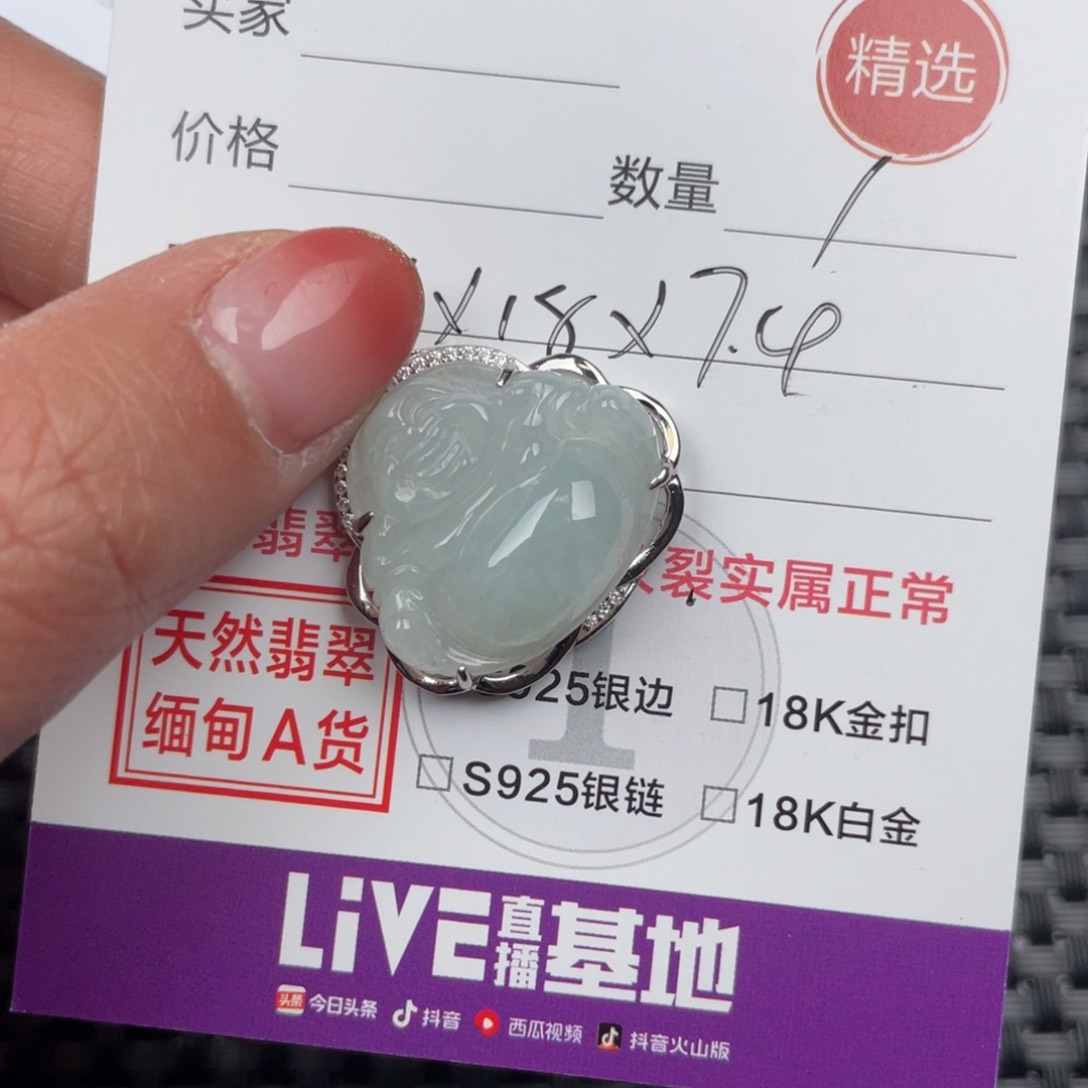 买家
精选
价格
数量 1
x18x7.4
翡翠
裂实属正常
天然翡翠
缅甸A货
925银边
18K金扣
S925银链
18K白金
LiVE直播基地
头条 今日头条 抖音 西瓜视频 抖音火山版